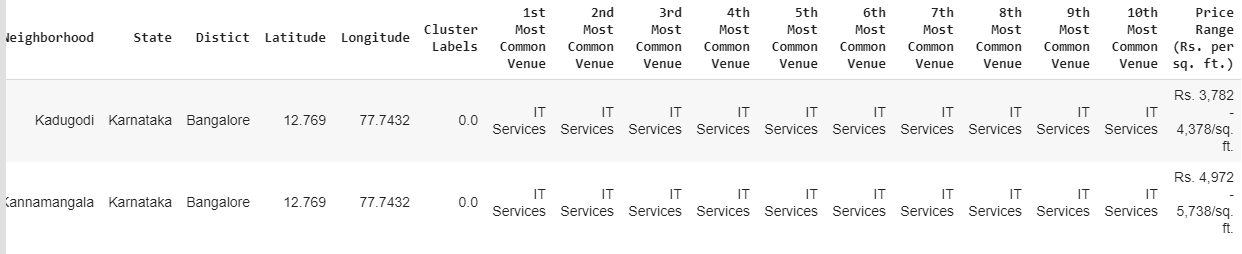 1st 2nd 3rd 4th 5th 6th 7th 8th 9th 10th Price
Cluster Most Most Most Most Most Most Most Most Most Most Range
Neighborhood State Distict Latitude Longitude
Labels Common Common Common Common Common Common Common Common Common Common (Rs. per
Venue Venue Venue Venue Venue Venue Venue Venue Venue Venue sq. ft.)
Rs. 3,782
IT IT IT IT IT IT IT IT IT IT -
Kadugodi Karnataka Bangalore 12.769 77.7432 0.0
Services Services Services Services Services Services Services Services Services Services 4,378/sq.
ft.
Rs. 4,972
IT IT IT IT IT IT IT IT IT IT -
Kannamangala Karnataka Bangalore 12.769 77.7432 0.0
Services Services Services Services Services Services Services Services Services Services 5,738/sq.
ft.